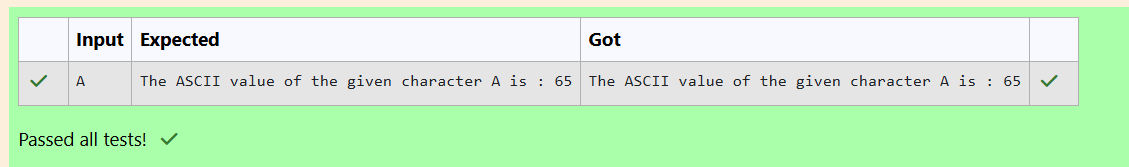 Input Expected Got
A The ASCII value of the given character A is : 65 The ASCII value of the given character A is : 65
Passed all tests!